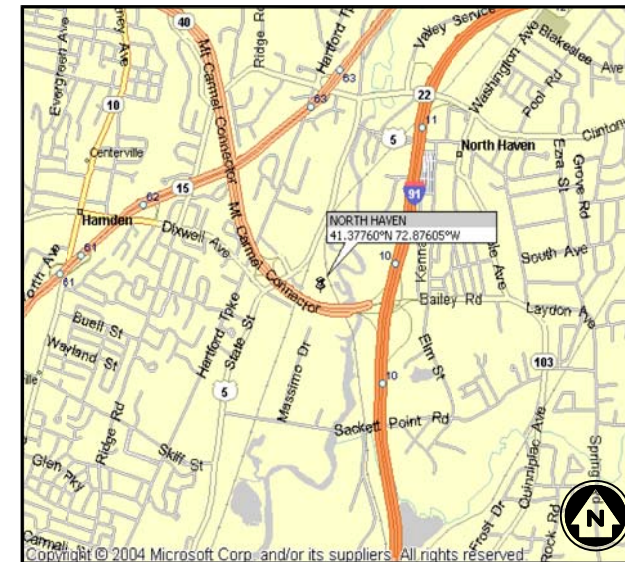 40
Ridge Rd
Hartford Tpke
Valley Service
Blakeslee Ave
Washington Ave
Pool Rd
Evergreen Ave
Mt Carmel Connector
63
63
22
11
10
Clinton
5
North Haven
Centerville
Ezra St
Grove Rd
15
91
62
Hamden
Dixwell Ave
Mt Carmel Connector
NORTH HAVEN
41.37760°N 72.87605°W
South Ave
10
61
61
Bailey Rd
Laydon Ave
Buell St
Wayland St
Hartford Tpke
State St
Massimo Dr
Elm St
103
5
10
Ridge Rd
Sackett Point Rd
Skiff St
Glen Pky
Quinnipiac Ave
Frost Dr
Rock Rd
N
Copyright © 2004 Microsoft Corp. and/or its suppliers. All rights reserved.